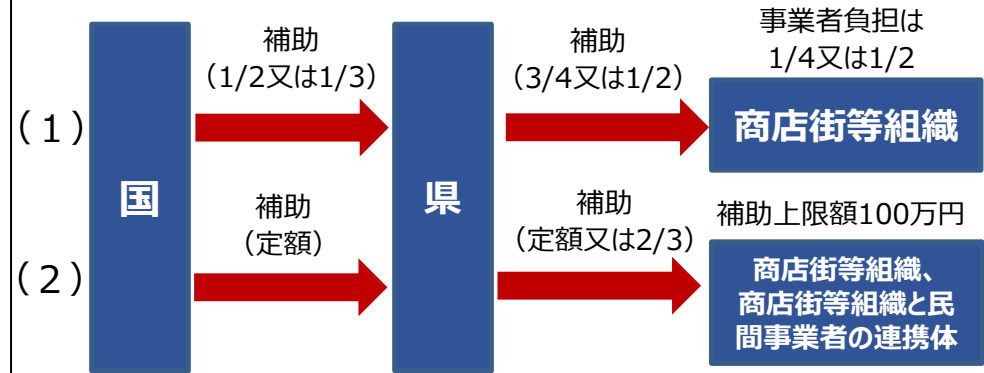 事業者負担は
1/4又は1/2
補助
（1/2又は1/3）
補助
（3/4又は1/2）
（１）
商店街等組織
国
県
補助
（定額）
補助
（定額又は2/3）
補助上限額100万円
（２）
商店街等組織、
商店街等組織と民
間事業者の連携体